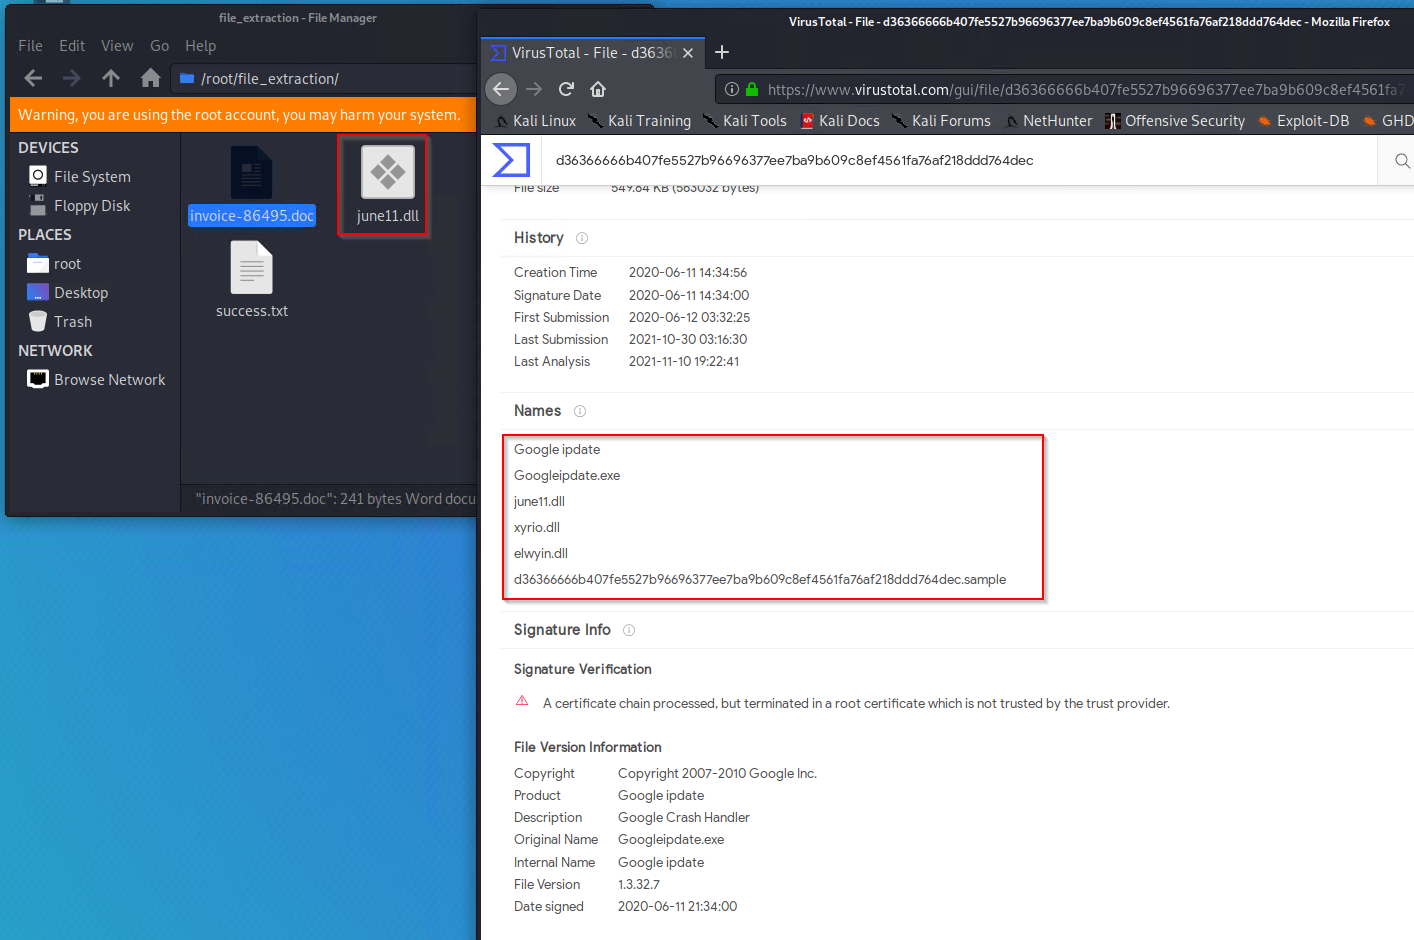 file_extraction - File Manager
File Edit View Go Help
/root/file_extraction/
Warning, you are using the root account, you may harm your system.
DEVICES
File System
Floppy Disk
PLACES
root
Desktop
Trash
NETWORK
Browse Network
invoice-86495.doc
june11.dll
success.txt
"invoice-86495.doc": 241 bytes Word docu
VirusTotal - File - d36366666b407fe5527b96696377ee7ba9b609c8ef4561fa76af218ddd764dec - Mozilla Firefox
VirusTotal - File - d3636
https://www.virustotal.com/gui/file/d36366666b407fe5527b96696377ee7ba9b609c8ef4561fa7
Kali Linux Kali Training Kali Tools Kali Docs Kali Forums NetHunter Offensive Security Exploit-DB GHD
d36366666b407fe5527b96696377ee7ba9b609c8ef4561fa76af218ddd764dec
File size 549.84 KB (563032 bytes)
History
Creation Time 2020-06-11 14:34:56
Signature Date 2020-06-11 14:34:00
First Submission 2020-06-12 03:32:25
Last Submission 2021-10-30 03:16:30
Last Analysis 2021-11-10 19:22:41
Names
Google ipdate
Googleipdate.exe
june11.dll
xyrio.dll
elwyin.dll
d36366666b407fe5527b96696377ee7ba9b609c8ef4561fa76af218ddd764dec.sample
Signature Info
Signature Verification
A certificate chain processed, but terminated in a root certificate which is not trusted by the trust provider.
File Version Information
Copyright Copyright 2007-2010 Google Inc.
Product Google ipdate
Description Google Crash Handler
Original Name Googleipdate.exe
Internal Name Google ipdate
File Version 1.3.32.7
Date signed 2020-06-11 21:34:00